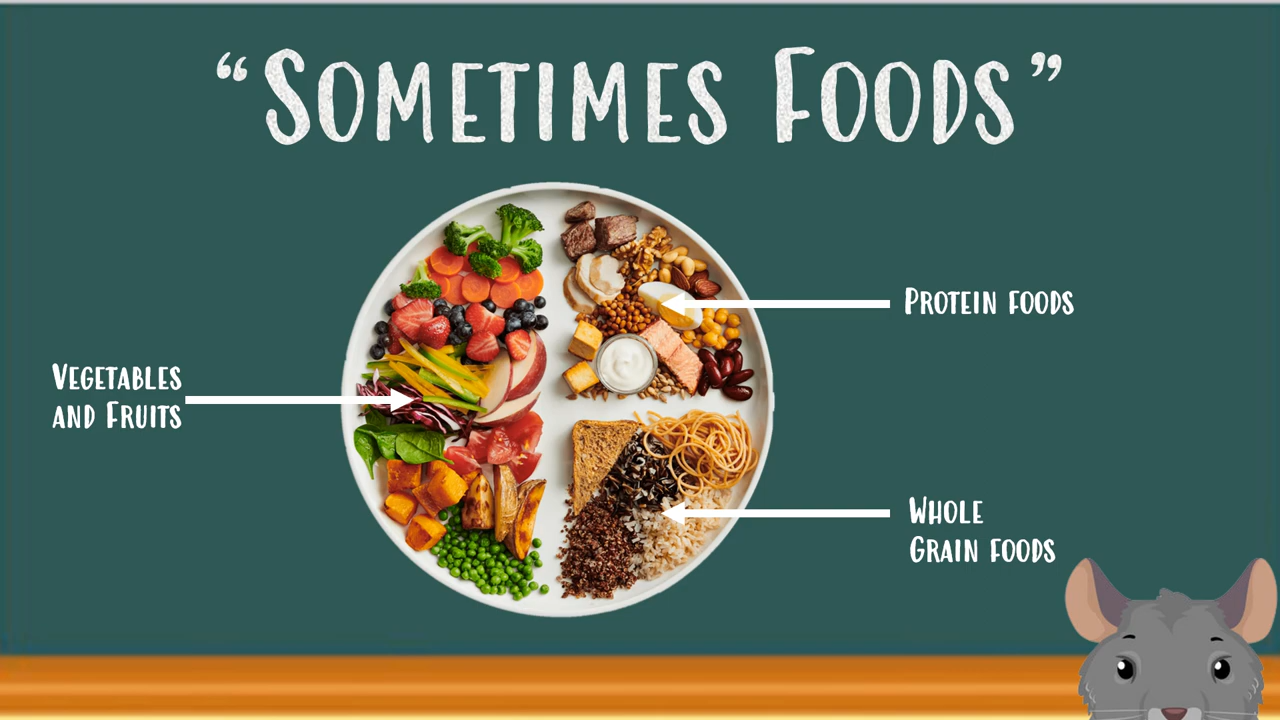 “Sometimes Foods”
Protein foods
Vegetables
and Fruits
Whole
Grain foods